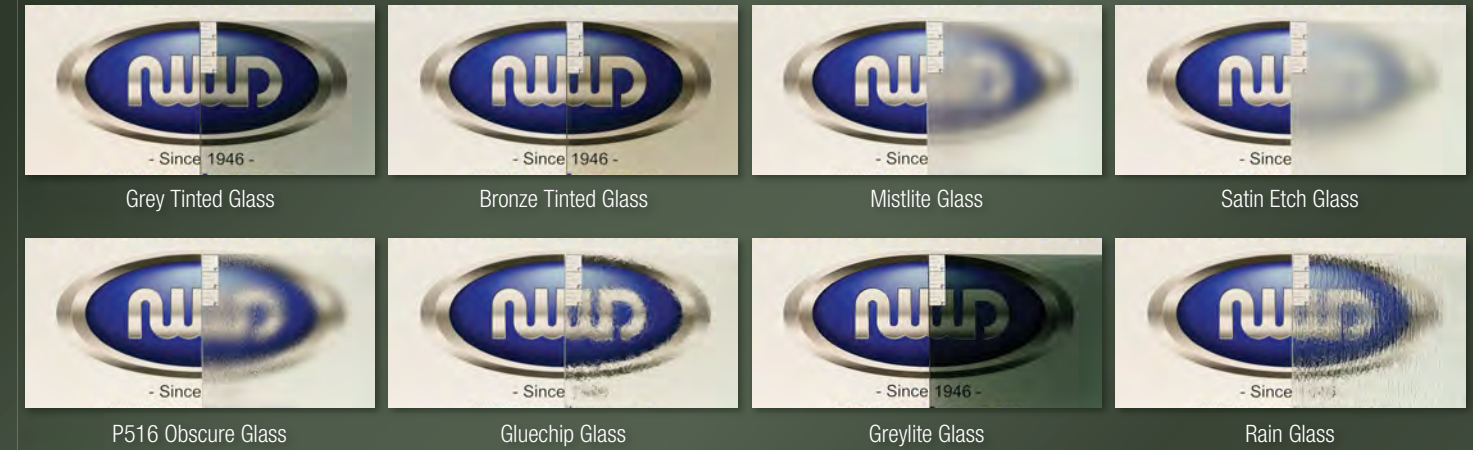 NWD
- Since 1946 -
Grey Tinted Glass
NWD
- Since 1946 -
Bronze Tinted Glass
NWD
- Since
Mistlite Glass
NWD
- Since
Satin Etch Glass
NWD
- Since
P516 Obscure Glass
NWD
- Since
Gluechip Glass
NWD
- Since 1946 -
Greylite Glass
NWD
- Since
Rain Glass